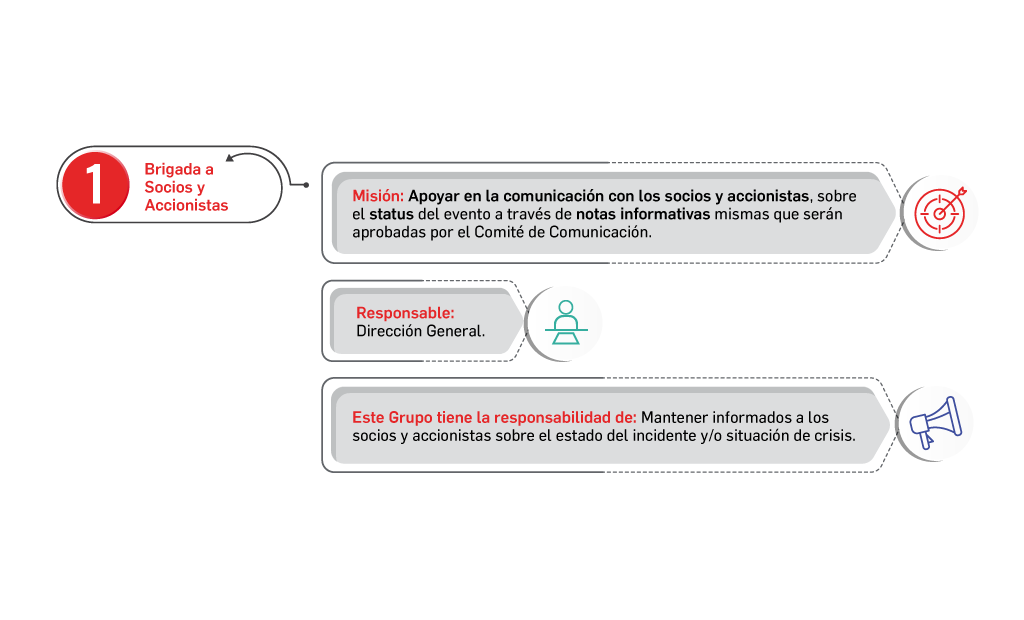 1
Brigada a
Socios y
Accionistas
Misión: Apoyar en la comunicación con los socios y accionistas, sobre
el status del evento a través de notas informativas mismas que serán
aprobadas por el Comité de Comunicación.
Responsable:
Dirección General.
Este Grupo tiene la responsabilidad de: Mantener informados a los
socios y accionistas sobre el estado del incidente y/o situación de crisis.